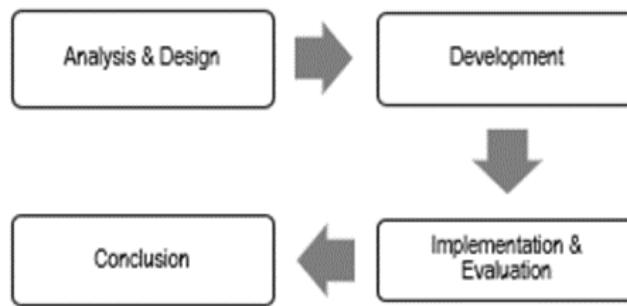 Analysis & Design
Development
Implementation &
Evaluation
Conclusion